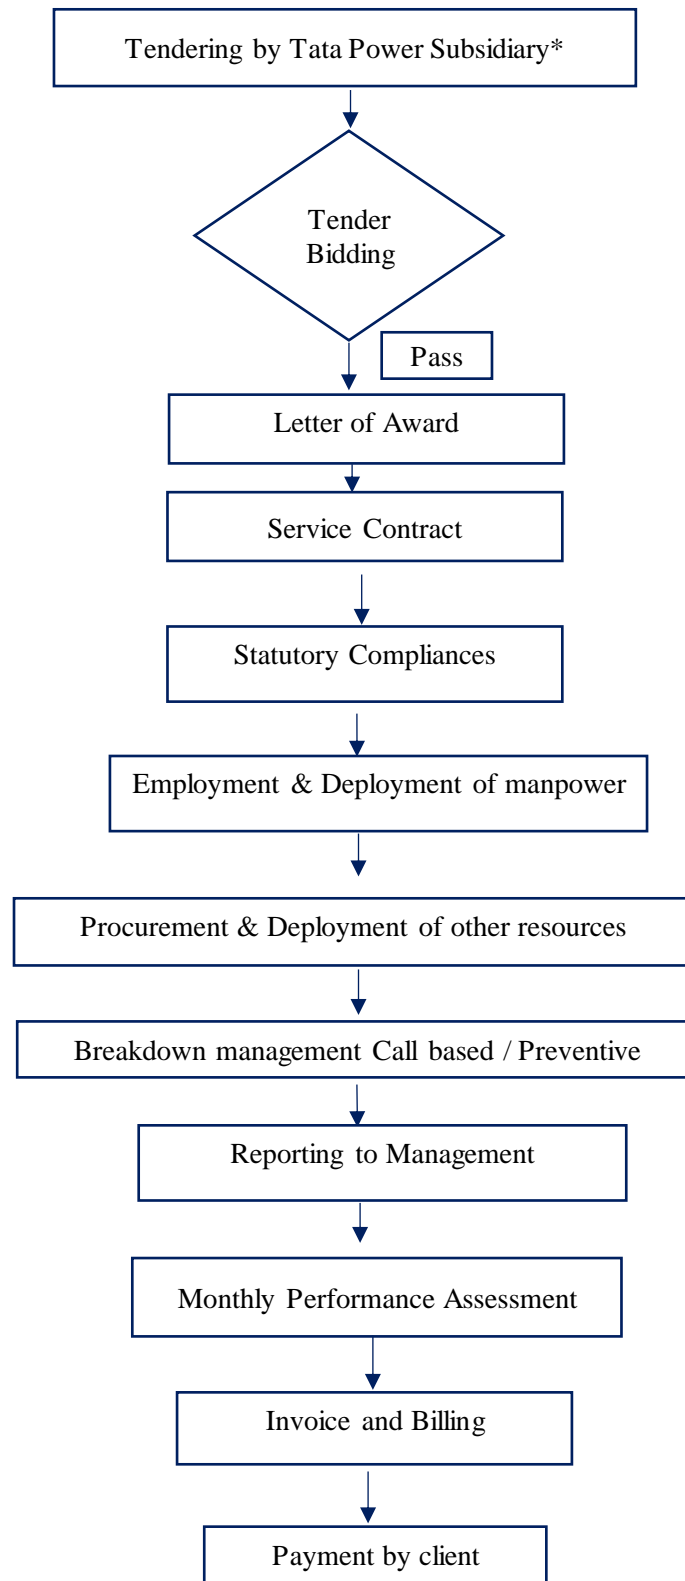 Tendering by Tata Power Subsidiary*
Tender
Bidding
Pass
Letter of Award
Service Contract
Statutory Compliances
Employment & Deployment of manpower
Procurement & Deployment of other resources
Breakdown management Call based / Preventive
Reporting to Management
Monthly Performance Assessment
Invoice and Billing
Payment by client